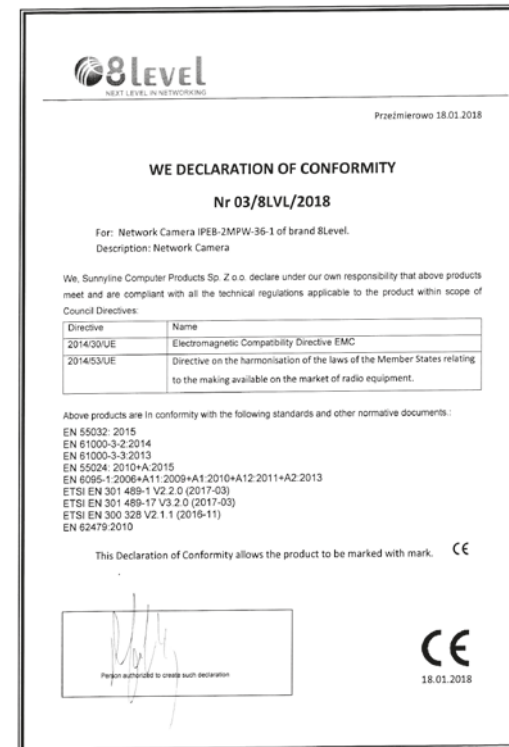 8level
NEXT LEVEL IN NETWORKING
Przeźmierowo 18.01.2018
WE DECLARATION OF CONFORMITY
Nr 03/8LVL/2018
For: Network Camera IPEB-2MPW-36-1 of brand 8Level.
Description: Network Camera
We, Sunnyline Computer Products Sp. Z o.o. declare under our own responsibility that above products
meet and are compliant with all the technical regulations applicable to the product within scope of
Council Directives:
Directive Name
2014/30/UE Electromagnetic Compatibility Directive EMC
2014/53/UE Directive on the harmonisation of the laws of the Member States relating
to the making available on the market of radio equipment.
Above products are In conformity with the following standards and other normative documents.:
EN 55032: 2015
EN 61000-3-2:2014
EN 61000-3-3:2013
EN 55024: 2010+A:2015
EN 6095-1:2006+A11:2009+A1:2010+A12:2011+A2:2013
ETSI EN 301 489-1 V2.2.0 (2017-03)
ETSI EN 301 489-17 V3.2.0 (2017-03)
ETSI EN 300 328 V2.1.1 (2016-11)
EN 62479:2010
This Declaration of Conformity allows the product to be marked with mark. CE
Person authorized to create such declaration
CE
18.01.2018